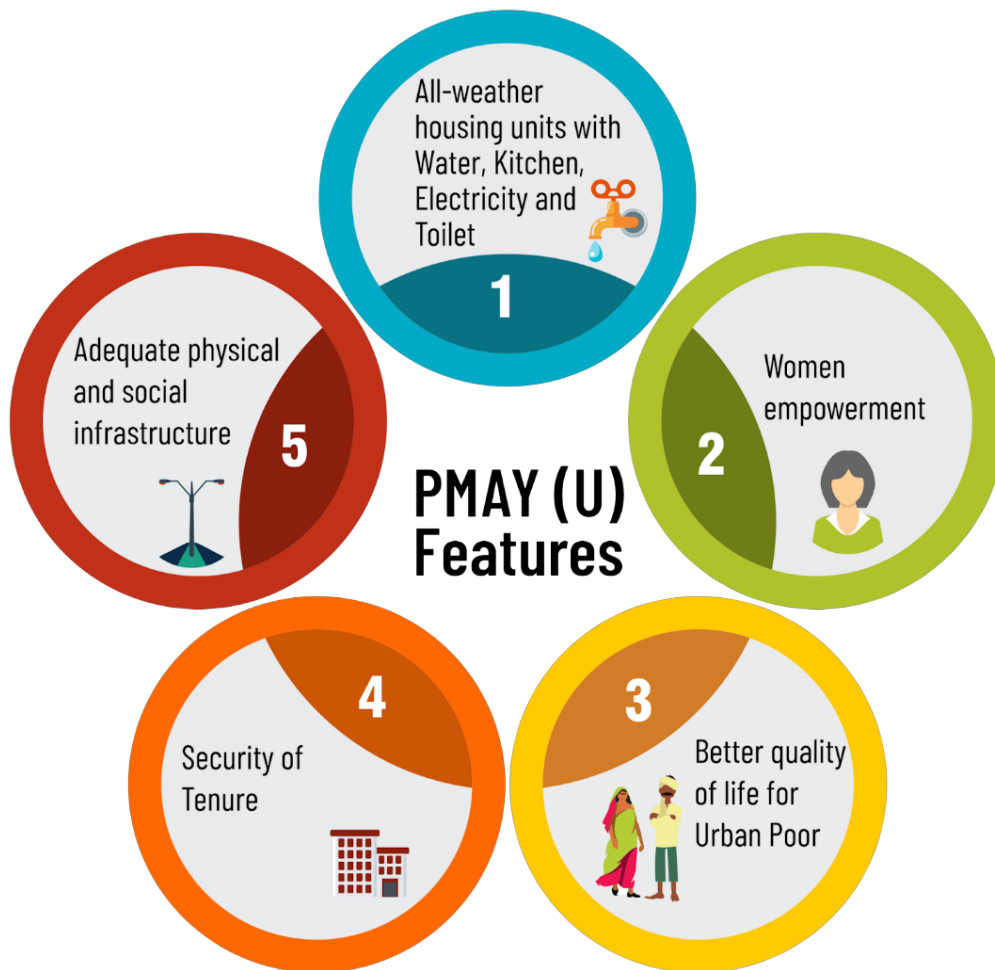 All-weather
housing units with
Water, Kitchen,
Electricity and
Toilet
1
Women
empowerment
2
3
Better quality
of life for
Urban Poor
4
Security of
Tenure
Adequate physical
and social
infrastructure
5
PMAY (U)
Features